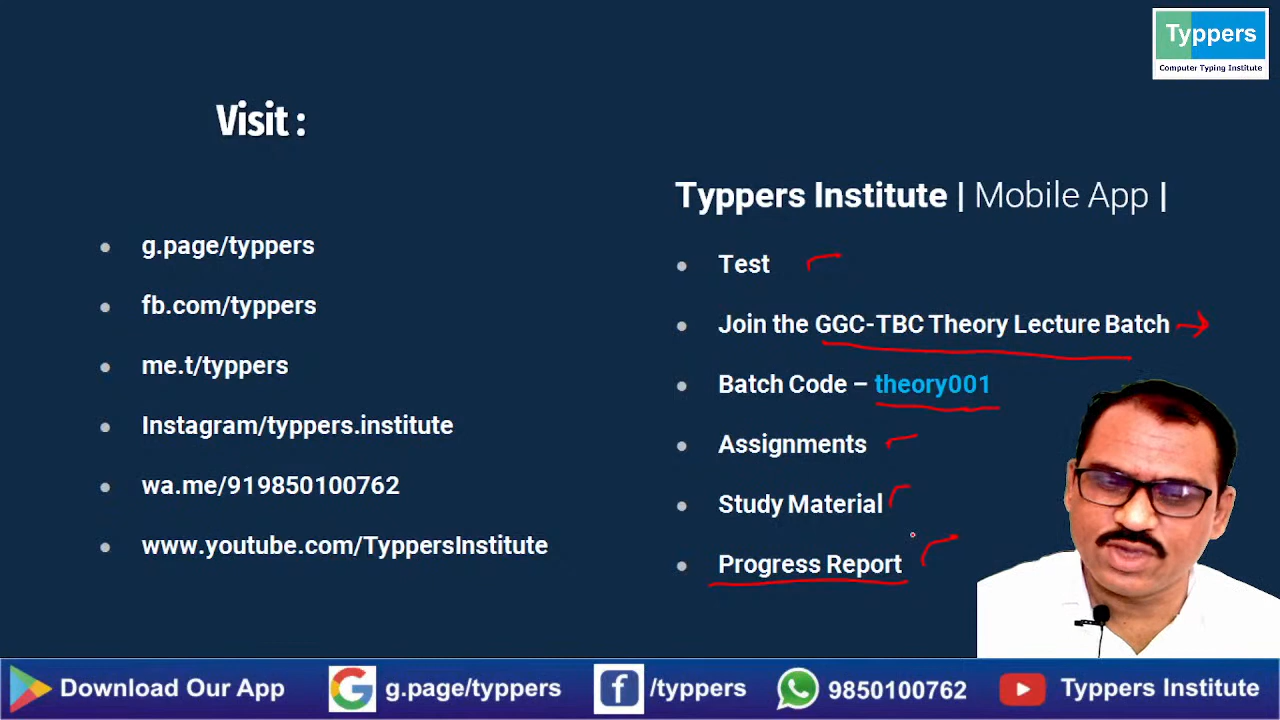 Typpers
Computer Typing Institute
Visit :
g.page/typpers
fb.com/typpers
me.t/typpers
Instagram/typpers.institute
wa.me/919850100762
www.youtube.com/TyppersInstitute
Typpers Institute | Mobile App |
Test
Join the GGC-TBC Theory Lecture Batch
Batch Code – theory001
Assignments
Study Material
Progress Report
Download Our App
g.page/typpers
/typpers
9850100762
Typpers Institute